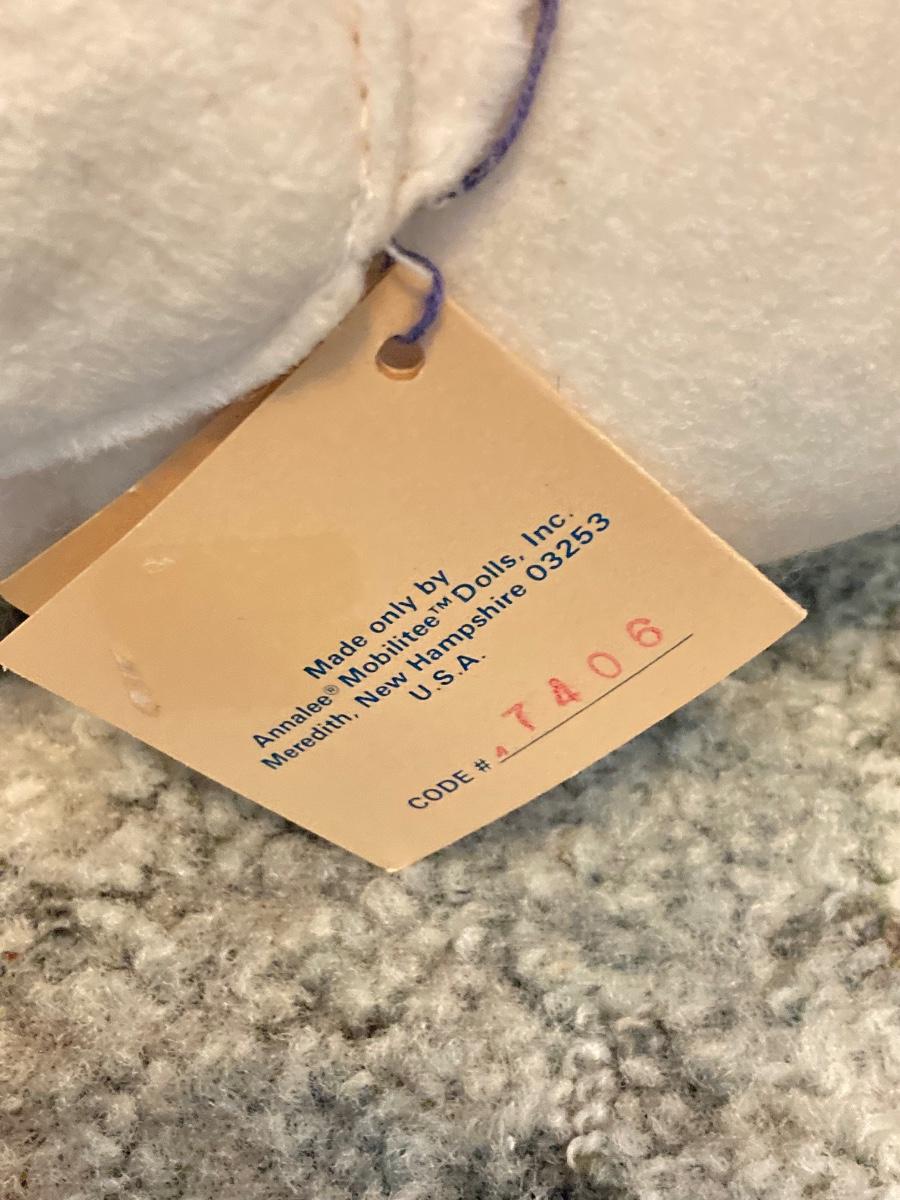 Made only by
Annalee® Mobilitee™ Dolls, Inc.
Meredith, New Hampshire 03253
U.S.A.
CODE # 7406